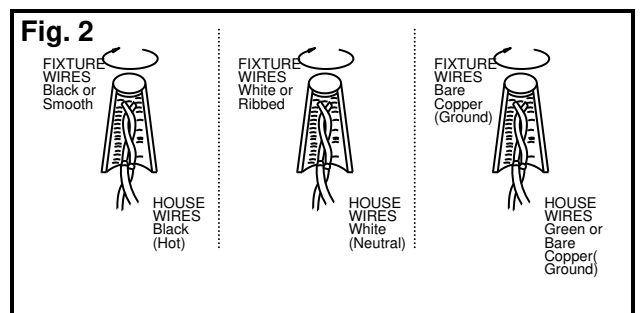 Fig. 2
FIXTURE
WIRES
Black or
Smooth
HOUSE
WIRES
Black
(Hot)
FIXTURE
WIRES
White or
Ribbed
HOUSE
WIRES
White
(Neutral)
FIXTURE
WIRES
Bare
Copper
(Ground)
HOUSE
WIRES
Green or
Bare
Copper(
Ground)